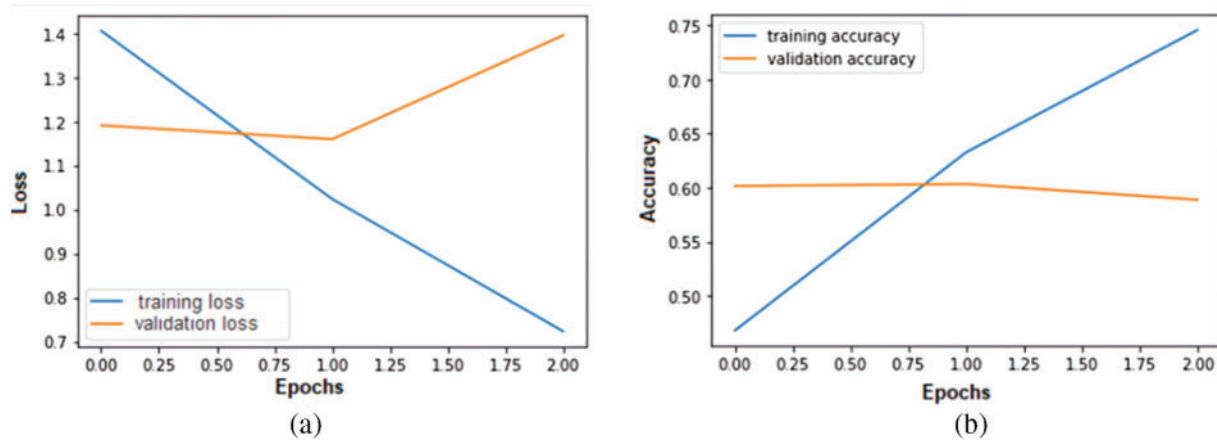 1.4
1.3
1.2
1.1
1.0
0.9
0.8
0.7
Loss
training loss
validation loss
0.00 0.25 0.50 0.75 1.00 1.25 1.50 1.75 2.00
Epochs
(a)
0.75
0.70
0.65
0.60
0.55
0.50
Accuracy
training accuracy
validation accuracy
0.00 0.25 0.50 0.75 1.00 1.25 1.50 1.75 2.00
Epochs
(b)